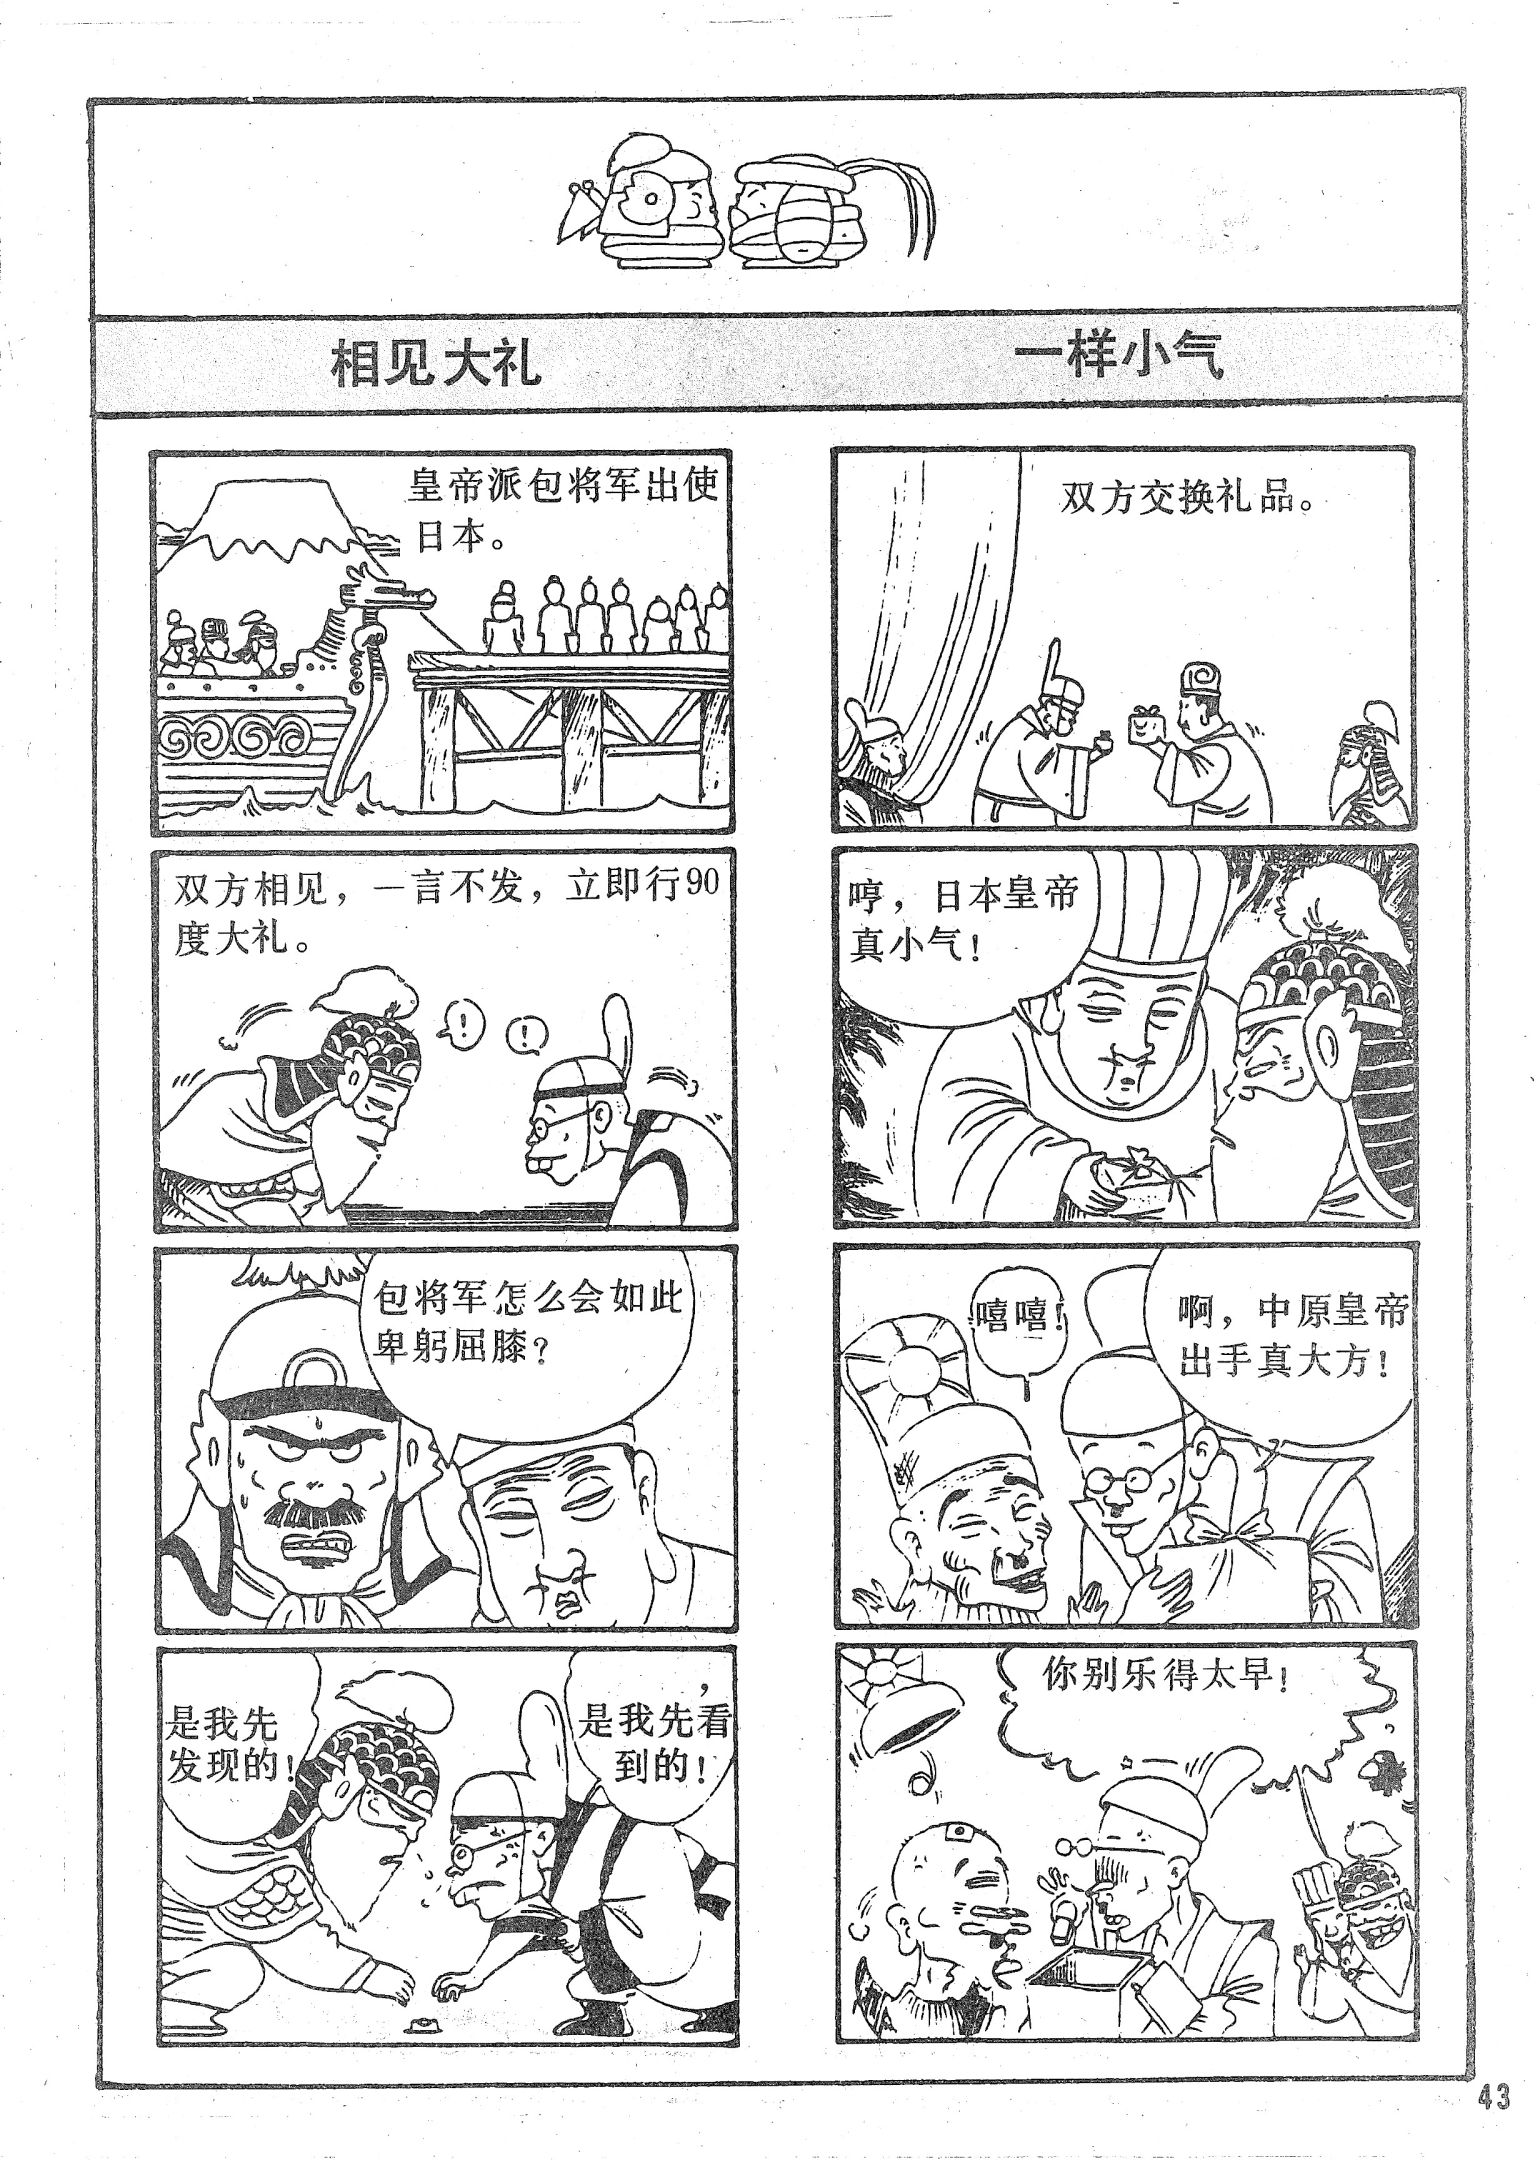 相见大礼
皇帝派包将军出使
日本。
双方相见，一言不发，立即行90
度大礼。
包将军怎么会如此
卑躬屈膝？
是我先
发现的！
，
是我先看
到的！
一样小气
双方交换礼品。
哼，日本皇帝
真小气！
嘻嘻！
啊，中原皇帝
出手真大方！
你别乐得太早！
43